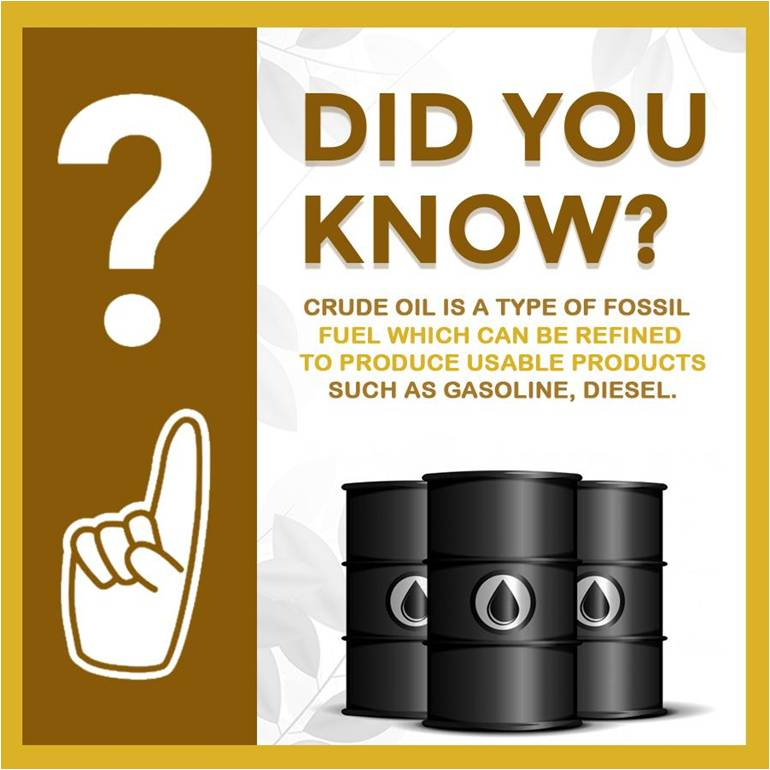 ?
DID YOU
KNOW?
CRUDE OIL IS A TYPE OF FOSSIL
FUEL WHICH CAN BE REFINED
TO PRODUCE USABLE PRODUCTS
SUCH AS GASOLINE, DIESEL.